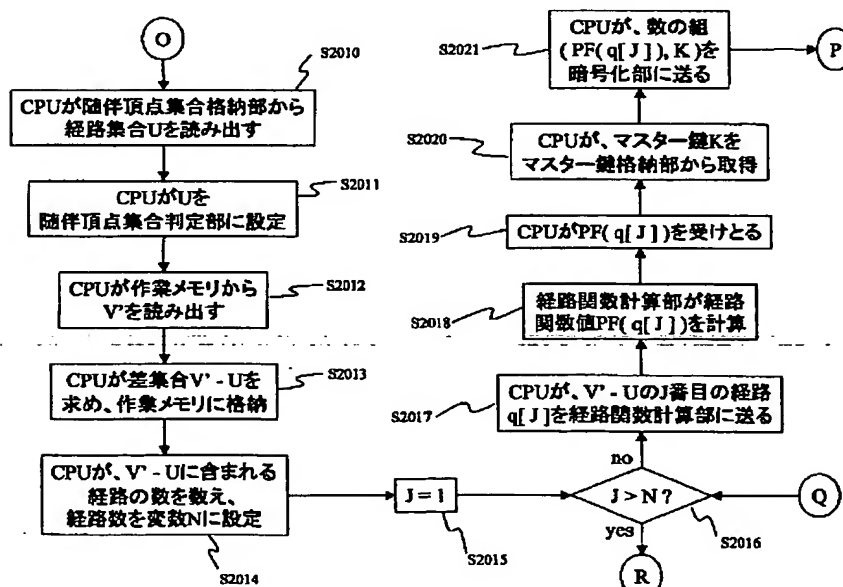 O
S2010
CPUが随伴頂点集合格納部から
経路集合Uを読み出す
S2011
CPUがUを
随伴頂点集合判定部に設定
S2012
CPUが作業メモリから
V'を読み出す
S2013
CPUが差集合V' - Uを
求め、作業メモリに格納
CPUが、V' - Uに含まれる
経路の数を数え、
経路数を変数Nに設定
S2014
J = 1
S2015
J > N ?
S2016
no
yes
Q
R
CPUが、V' - UのJ番目の経路
q[ J ]を経路関数計算部に送る
S2017
経路関数計算部が経路
関数値PF( q[ J ] )を計算
S2018
CPUがPF( q[ J ] )を受けとる
S2019
CPUが、マスター鍵Kを
マスター鍵格納部から取得
S2020
CPUが、数の組
( PF( q[ J ] ), K )を
暗号化部に送る
S2021
P